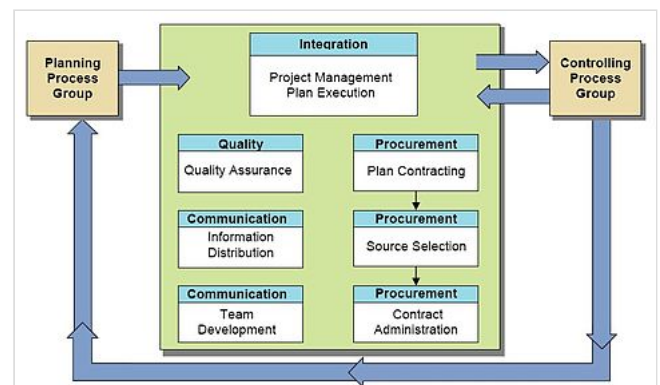 Integration
Project Management
Plan Execution
Planning
Process
Group
Controlling
Process
Group
Quality
Quality Assurance
Procurement
Plan Contracting
Communication
Information
Distribution
Procurement
Source Selection
Communication
Team
Development
Procurement
Contract
Administration